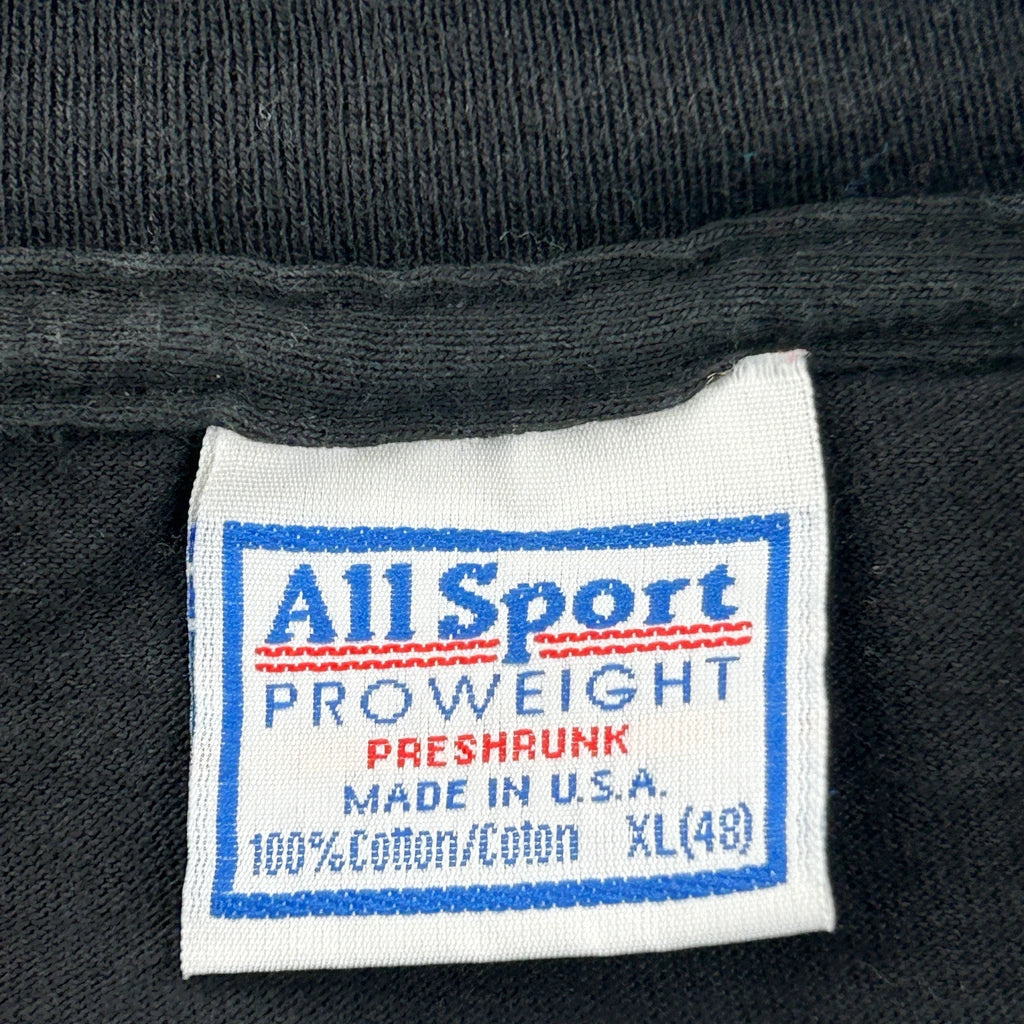 All Sport
PROWEIGHT
PRESHRUNK
MADE IN U.S.A.
100% Cotton/Coton XL(48)